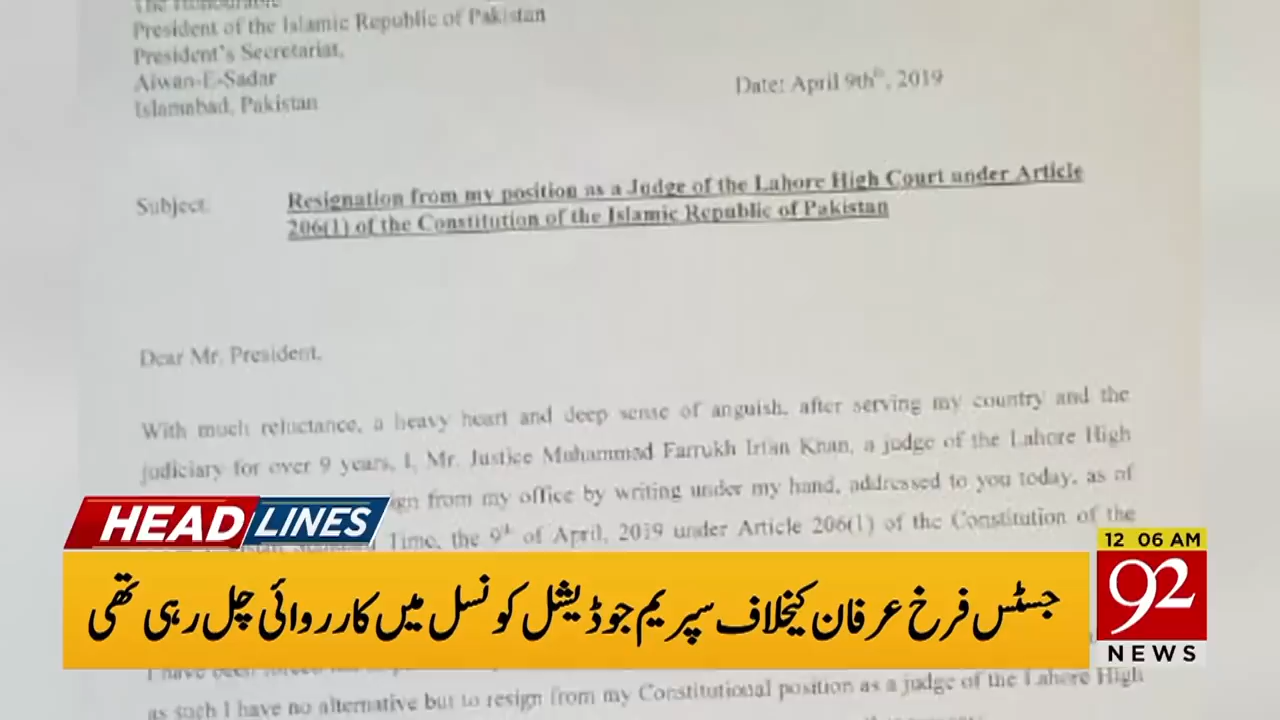 The Honourable
President of the Islamic Republic of Pakistan
President's Secretariat,
Aiwan-E-Sadar
Islamabad, Pakistan
Date: April 9th, 2019
Subject: Resignation from my position as a Judge of the Lahore High Court under Article
206(1) of the Constitution of the Islamic Republic of Pakistan
Dear Mr. President,
With much reluctance, a heavy heart and deep sense of anguish, after serving my country and the
judiciary for over 9 years, I, Mr. Justice Muhammad Farrukh Irfan Khan, a judge of the Lahore High
from my office by writing under my hand, addressed to you today, as of
Time, the 9th of April, 2019 under Article 206(1) of the Constitution of the
HEADLINES
جسٹس فرخ عرفان کیخلاف سپریم جوڈیشل کونسل میں کارروائی چل رہی تھی
12 06 AM
92
NEWS
I have been forced
as such I have no alternative but to resign from my Constitutional position as a judge of the Lahore High